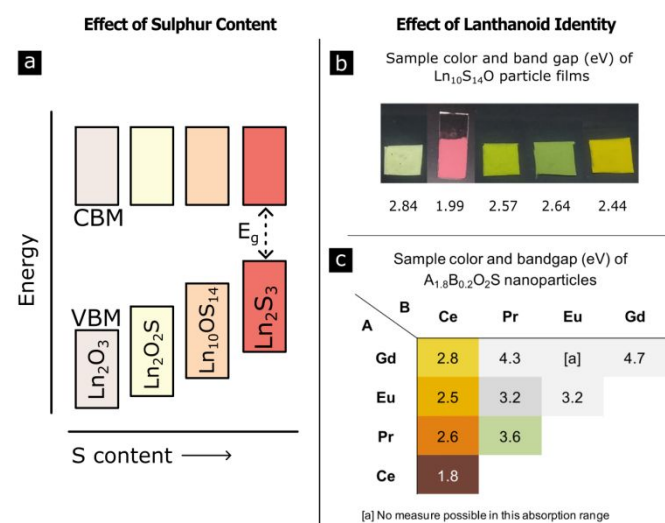 Effect of Sulphur Content
a
Energy
CBM
E_g
VBM
Ln₂O₃
Ln₂O₂S
Ln₁₀OS₁₄
Ln₂S₃
S content
Effect of Lanthanoid Identity
b
Sample color and band gap (eV) of
Ln₁₀S₁₄O particle films
2.84 1.99 2.57 2.64 2.44
c
Sample color and bandgap (eV) of
A₁.₈B₀.₂O₂S nanoparticles
A B Ce Pr Eu Gd
Gd 2.8 4.3 [a] 4.7
Eu 2.5 3.2 3.2
Pr 2.6 3.6
Ce 1.8
[a] No measure possible in this absorption range